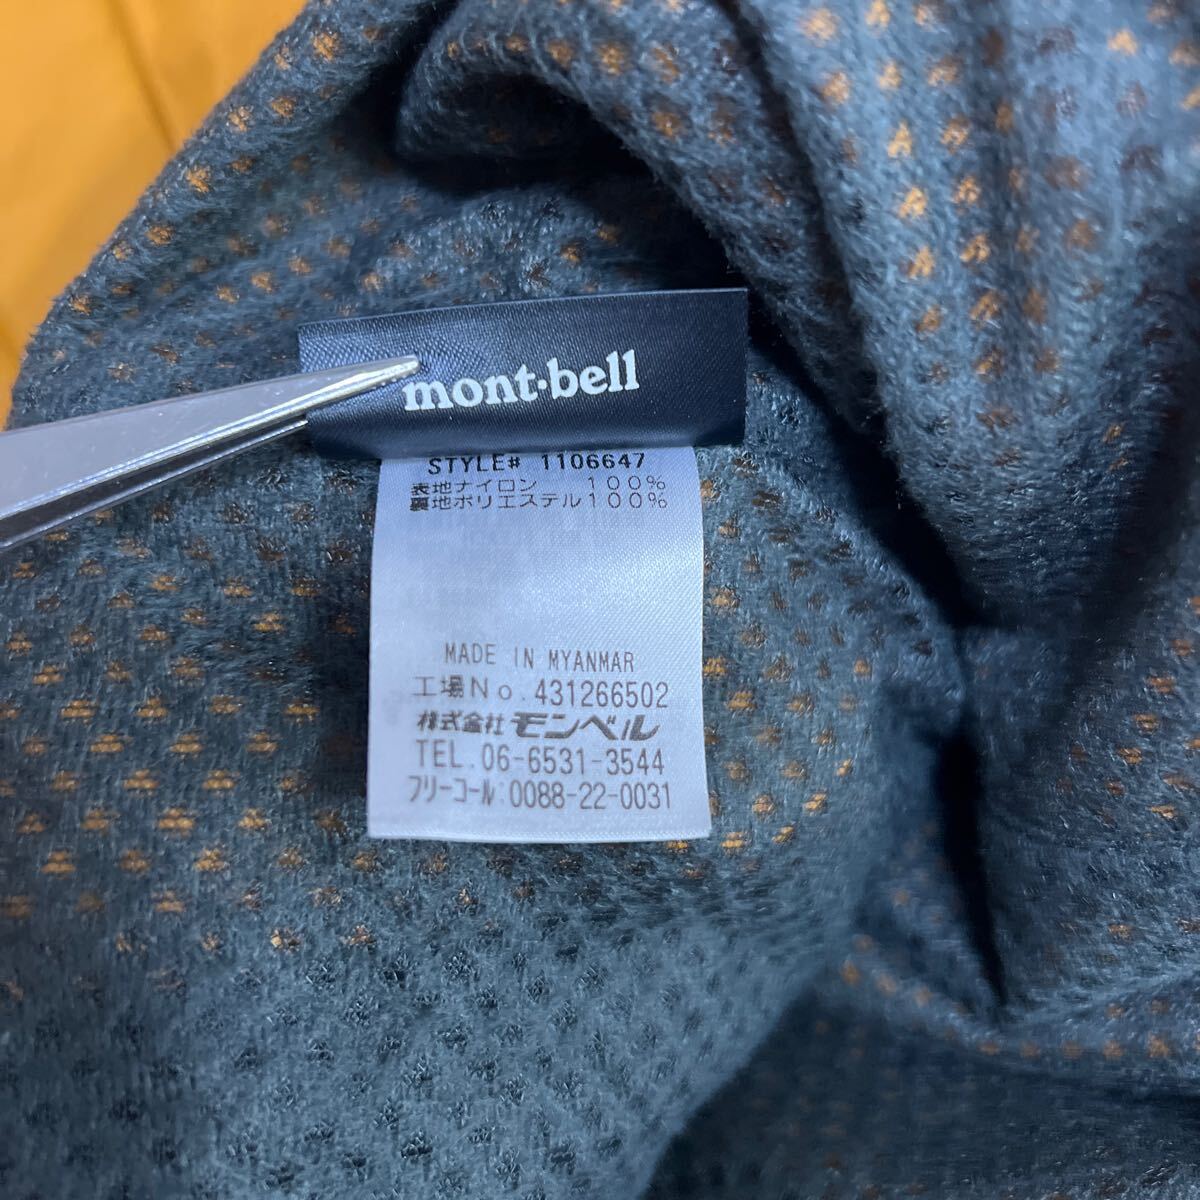 mont-bell
STYLE# 1106647
表地ナイロン 100%
裏地ポリエステル100%
MADE IN MYANMAR
工場No.431266502
株式会社 モンベル
TEL.06-6531-3544
フリーコール:0088-22-0031